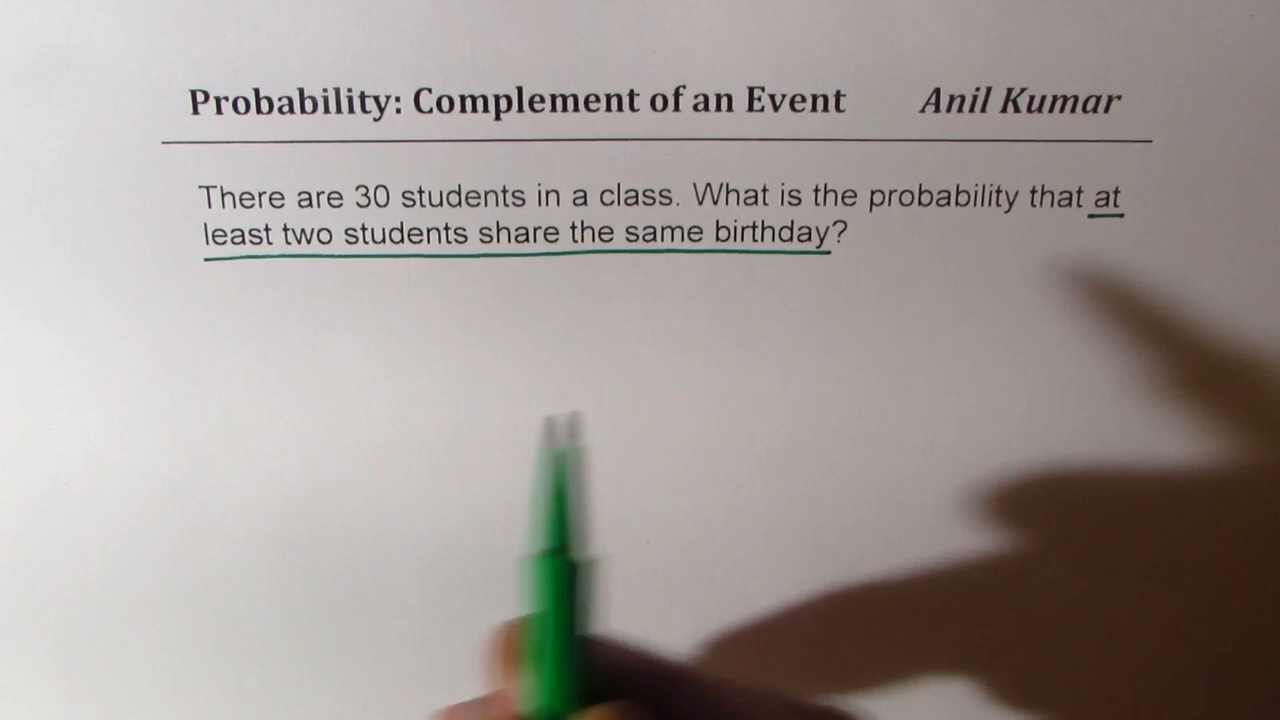 Probability: Complement of an Event Anil Kumar
There are 30 students in a class. What is the probability that at
least two students share the same birthday?